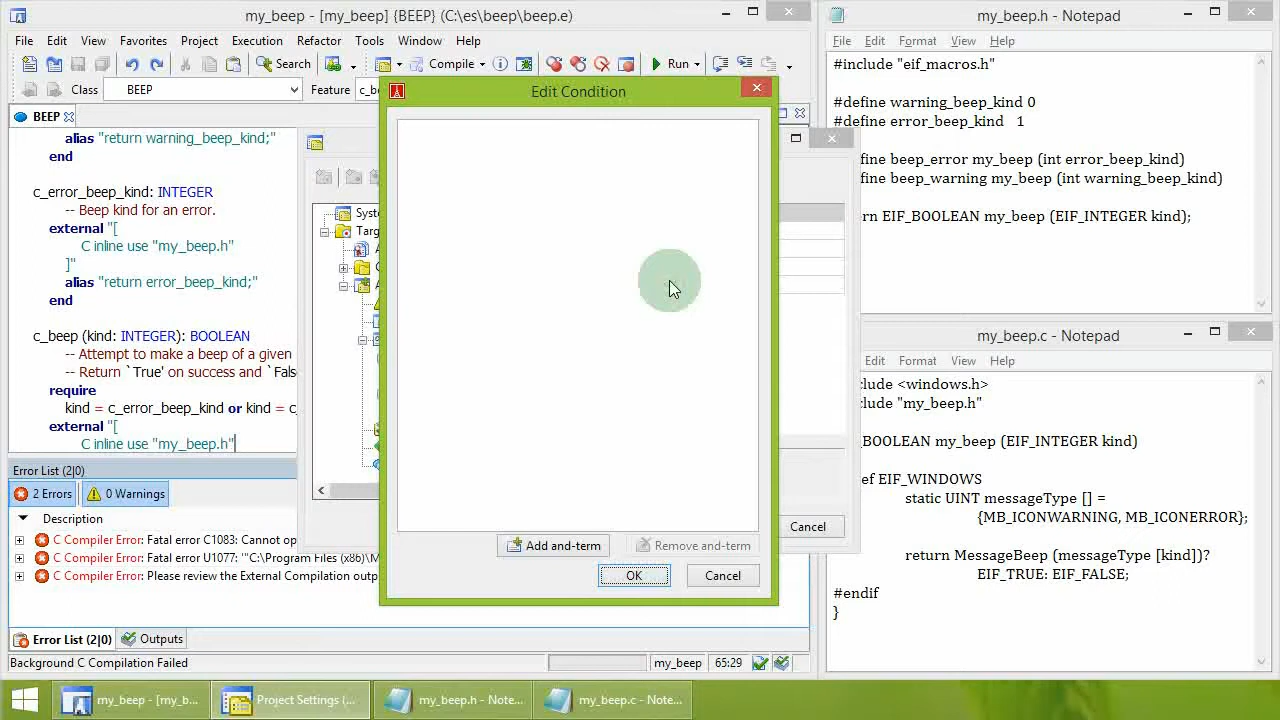 my_beep - [my_beep] {BEEP} (C:\es\beep\beep.e)
File Edit View Favorites Project Execution Refactor Tools Window Help
Search Compile Run
Class BEEP Feature
BEEP
alias "return warning_beep_kind;"
end
c_error_beep_kind: INTEGER
-- Beep kind for an error.
external "[
C inline use "my_beep.h"
]"
alias "return error_beep_kind;"
end
c_beep (kind: INTEGER): BOOLEAN
-- Attempt to make a beep of a given
-- Return `True' on success and `Fals
require
kind = c_error_beep_kind or kind = c_
external "[
C inline use "my_beep.h"
Error List (2|0)
2 Errors 0 Warnings
Description
C Compiler Error: Fatal error C1083: Cannot op
C Compiler Error: Fatal error U1077: '"C:\Program Files (x86)\M
C Compiler Error: Please review the External Compilation outp
Error List (2|0) Outputs
Background C Compilation Failed my_beep 65:29
Syst
Targ
Cancel
Edit Condition
Add and-term Remove and-term
OK Cancel
my_beep.h - Notepad
File Edit Format View Help
#include "eif_macros.h"
#define warning_beep_kind 0
#define error_beep_kind 1
fine beep_error my_beep (int error_beep_kind)
fine beep_warning my_beep (int warning_beep_kind)
rn EIF_BOOLEAN my_beep (EIF_INTEGER kind);
my_beep.c - Notepad
Edit Format View Help
clude <windows.h>
clude "my_beep.h"
_BOOLEAN my_beep (EIF_INTEGER kind)
ef EIF_WINDOWS
static UINT messageType [] =
{MB_ICONWARNING, MB_ICONERROR};
return MessageBeep (messageType [kind])?
EIF_TRUE: EIF_FALSE;
#endif
}
my_beep - [my_b... Project Settings (... my_beep.h - Note... my_beep.c - Note...